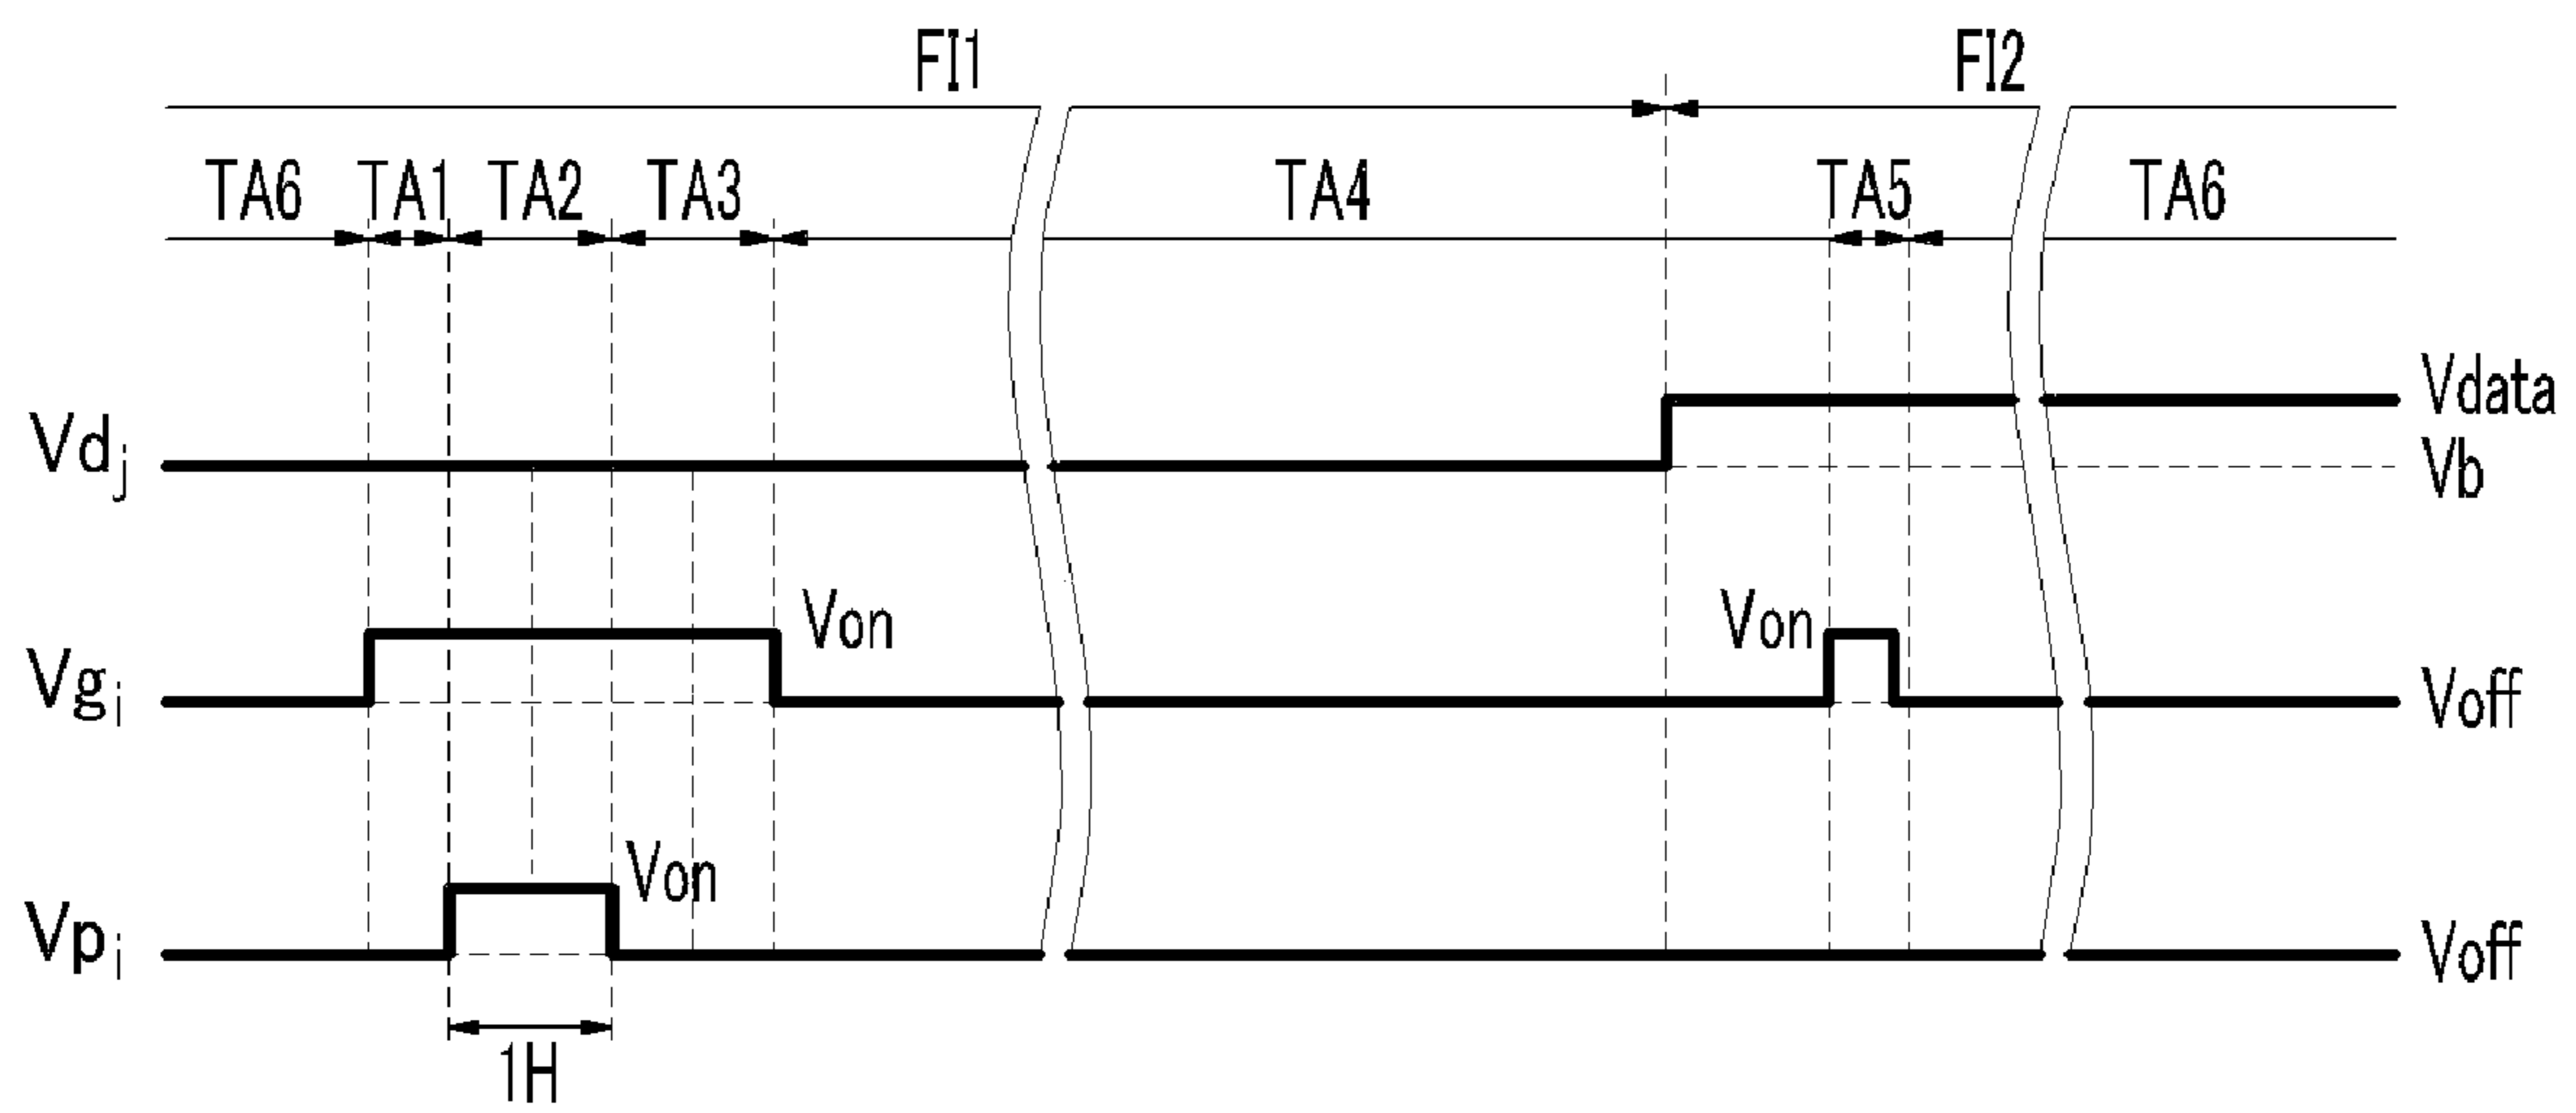 FI1 FI2
TA6 TA1 TA2 TA3 TA4 TA5 TA6
Vdj Vdata
Vb
Vgi Von Von Voff
Vpi Von Voff
1H